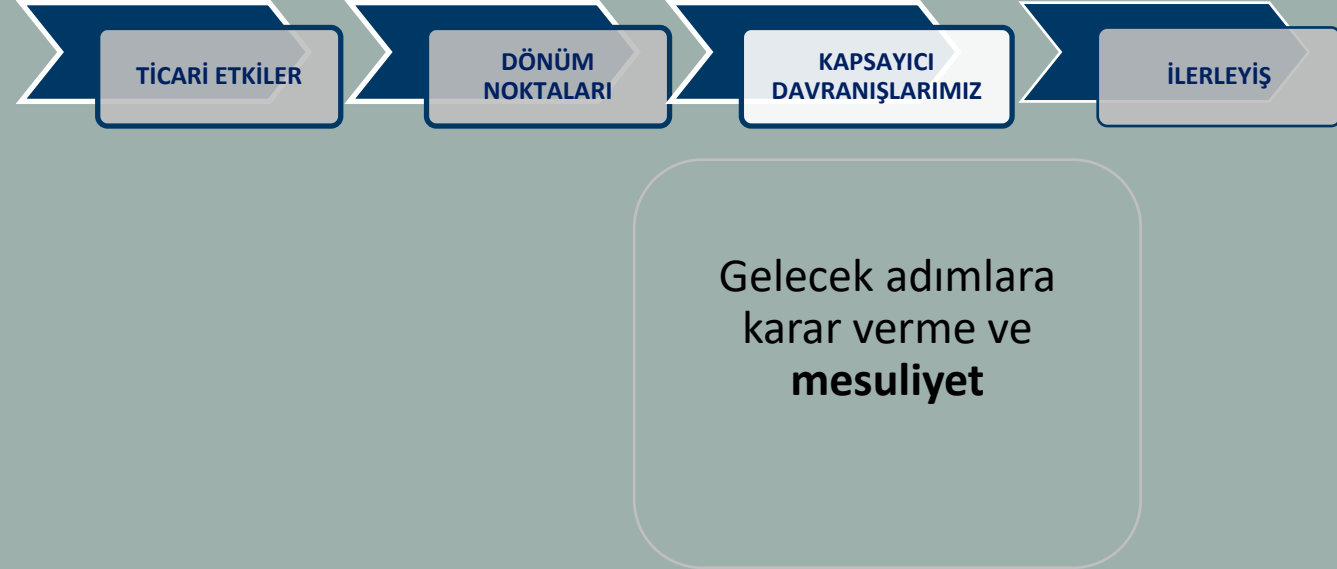 TİCARİ ETKİLER
DÖNÜM
NOKTALARI
KAPSAYICI
DAVRANIŞLARIMIZ
İLERLEYİŞ
Gelecek adımlara
karar verme ve
mesuliyet